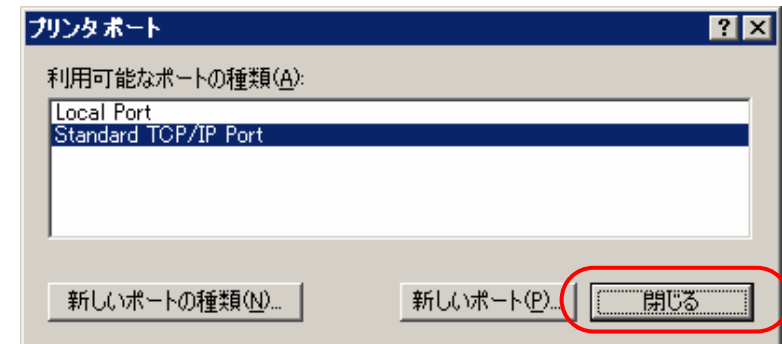 プリンタ ポート
利用可能なポートの種類(A):
Local Port
Standard TCP/IP Port
新しいポートの種類(N)...
新しいポート(P)...
閉じる